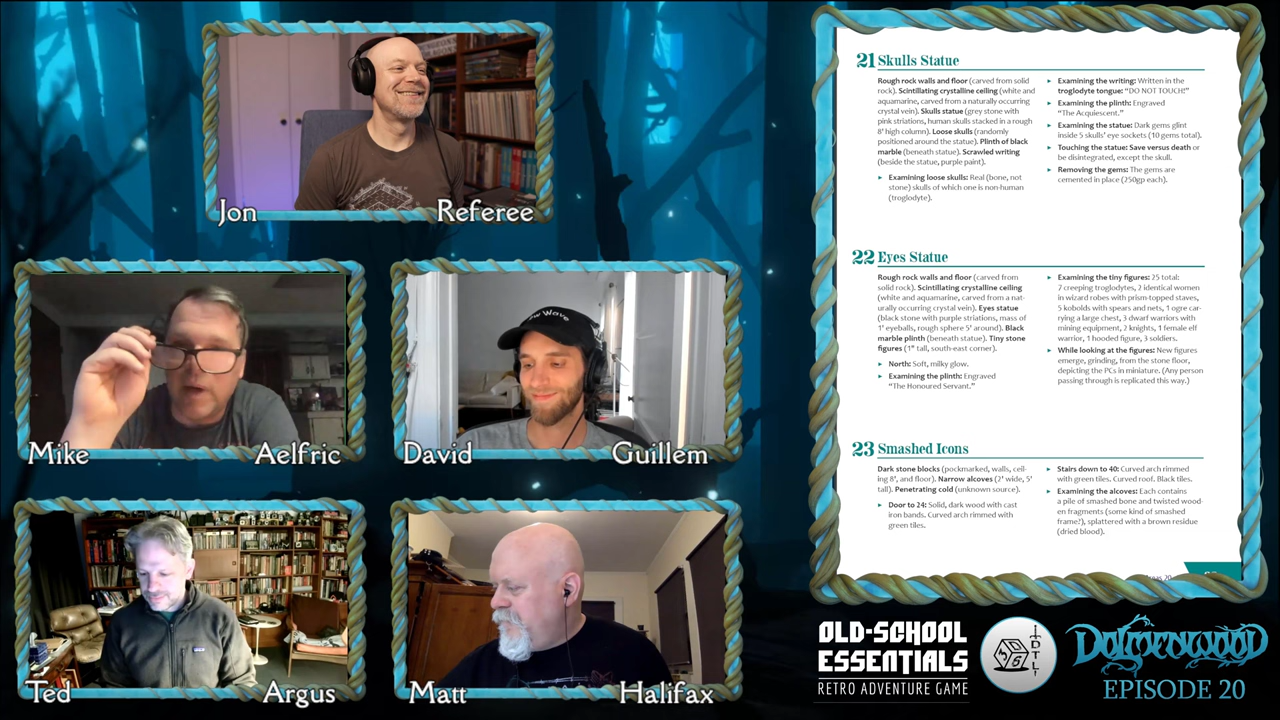 Jon
Referee
Mike
Aelfric
David
Guillem
w Wave
Ted
Argus
Matt
Halifax
21 Skulls Statue
Rough rock walls and floor (carved from solid
rock). Scintillating crystalline ceiling (white and
aquamarine, carved from a naturally occurring
crystal vein). Skulls statue (grey stone with
pink striations, human skulls stacked in a rough
8' high column). Loose skulls (randomly
positioned around the statue). Plinth of black
marble (beneath statue). Scrawled writing
(beside the statue, purple paint).
► Examining loose skulls: Real (bone, not
stone) skulls of which one is non-human
(troglodyte).
► Examining the writing: Written in the
troglodyte tongue: "DO NOT TOUCH!"
► Examining the plinth: Engraved
"The Acquiescent."
► Examining the statue: Dark gems glint
inside 5 skulls' eye sockets (10 gems total).
► Touching the statue: Save versus death or
be disintegrated, except the skull.
► Removing the gems: The gems are
cemented in place (250gp each).
22 Eyes Statue
Rough rock walls and floor (carved from
solid rock). Scintillating crystalline ceiling
(white and aquamarine, carved from a nat-
urally occurring crystal vein). Eyes statue
(black stone with purple striations, mass of
1' eyeballs, rough sphere 5' around). Black
marble plinth (beneath statue). Tiny stone
figures (1" tall, south-east corner).
► North: Soft, milky glow.
► Examining the plinth: Engraved
"The Honoured Servant."
► Examining the tiny figures: 25 total:
7 creeping troglodytes, 2 identical women
in wizard robes with prism-topped staves,
5 kobolds with spears and nets, 1 ogre car-
rying a large chest, 3 dwarf warriors with
mining equipment, 2 knights, 1 female elf
warrior, 1 hooded figure, 3 soldiers.
► While looking at the figures: New figures
emerge, grinding, from the stone floor,
depicting the PCs in miniature. (Any person
passing through is replicated this way.)
23 Smashed Icons
Dark stone blocks (pockmarked, walls, ceil-
ing 8', and floor). Narrow alcoves (2' wide, 5'
tall). Penetrating cold (unknown source).
► Door to 24: Solid, dark wood with cast
iron bands. Curved arch rimmed with
green tiles.
► Stairs down to 40: Curved arch rimmed
with green tiles. Curved roof. Black tiles.
► Examining the alcoves: Each contains
a pile of smashed bone and twisted wood-
en fragments (some kind of smashed
frame?), splattered with a brown residue
(dried blood).
OLD-SCHOOL
ESSENTIALS
RETRO ADVENTURE GAME
IDTL
DOLMENWOOD
EPISODE 20